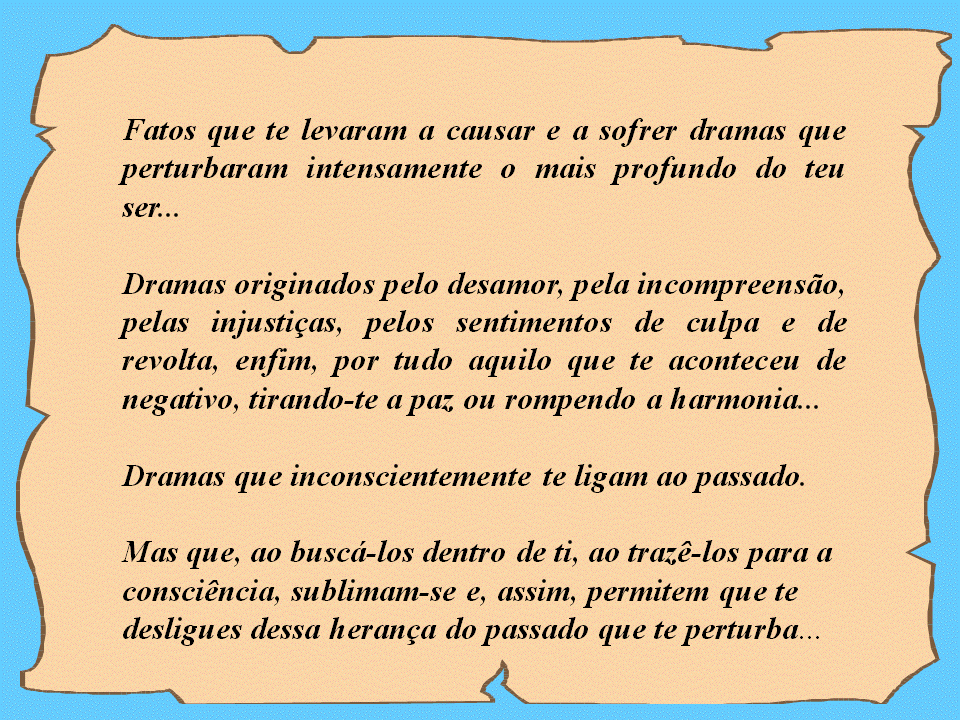 Fatos que te levaram a causar e a sofrer dramas que
perturbaram intensamente o mais profundo do teu
ser...
Dramas originados pelo desamor, pela incompreensão,
pelas injustiças, pelos sentimentos de culpa e de
revolta, enfim, por tudo aquilo que te aconteceu de
negativo, tirando-te a paz ou rompendo a harmonia...
Dramas que inconscientemente te ligam ao passado.
Mas que, ao buscá-los dentro de ti, ao trazê-los para a
consciência, sublimam-se e, assim, permitem que te
desligues dessa herança do passado que te perturba...